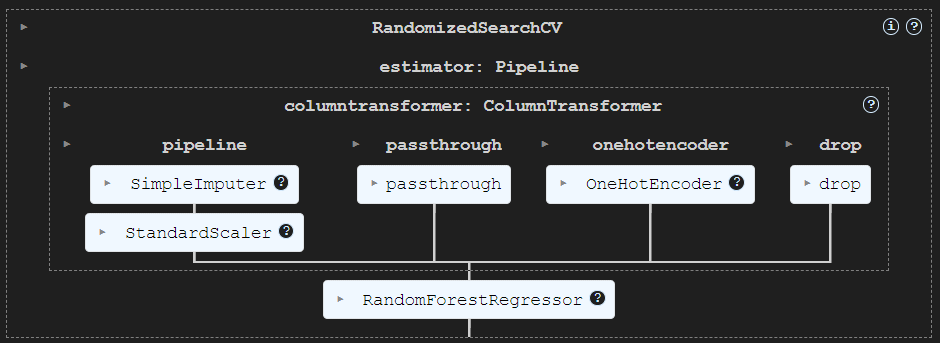 RandomizedSearchCV i ?
estimator: Pipeline
columntransformer: ColumnTransformer ?
pipeline passthrough onehotencoder drop
SimpleImputer ? passthrough OneHotEncoder ? drop
StandardScaler ?
RandomForestRegressor ?